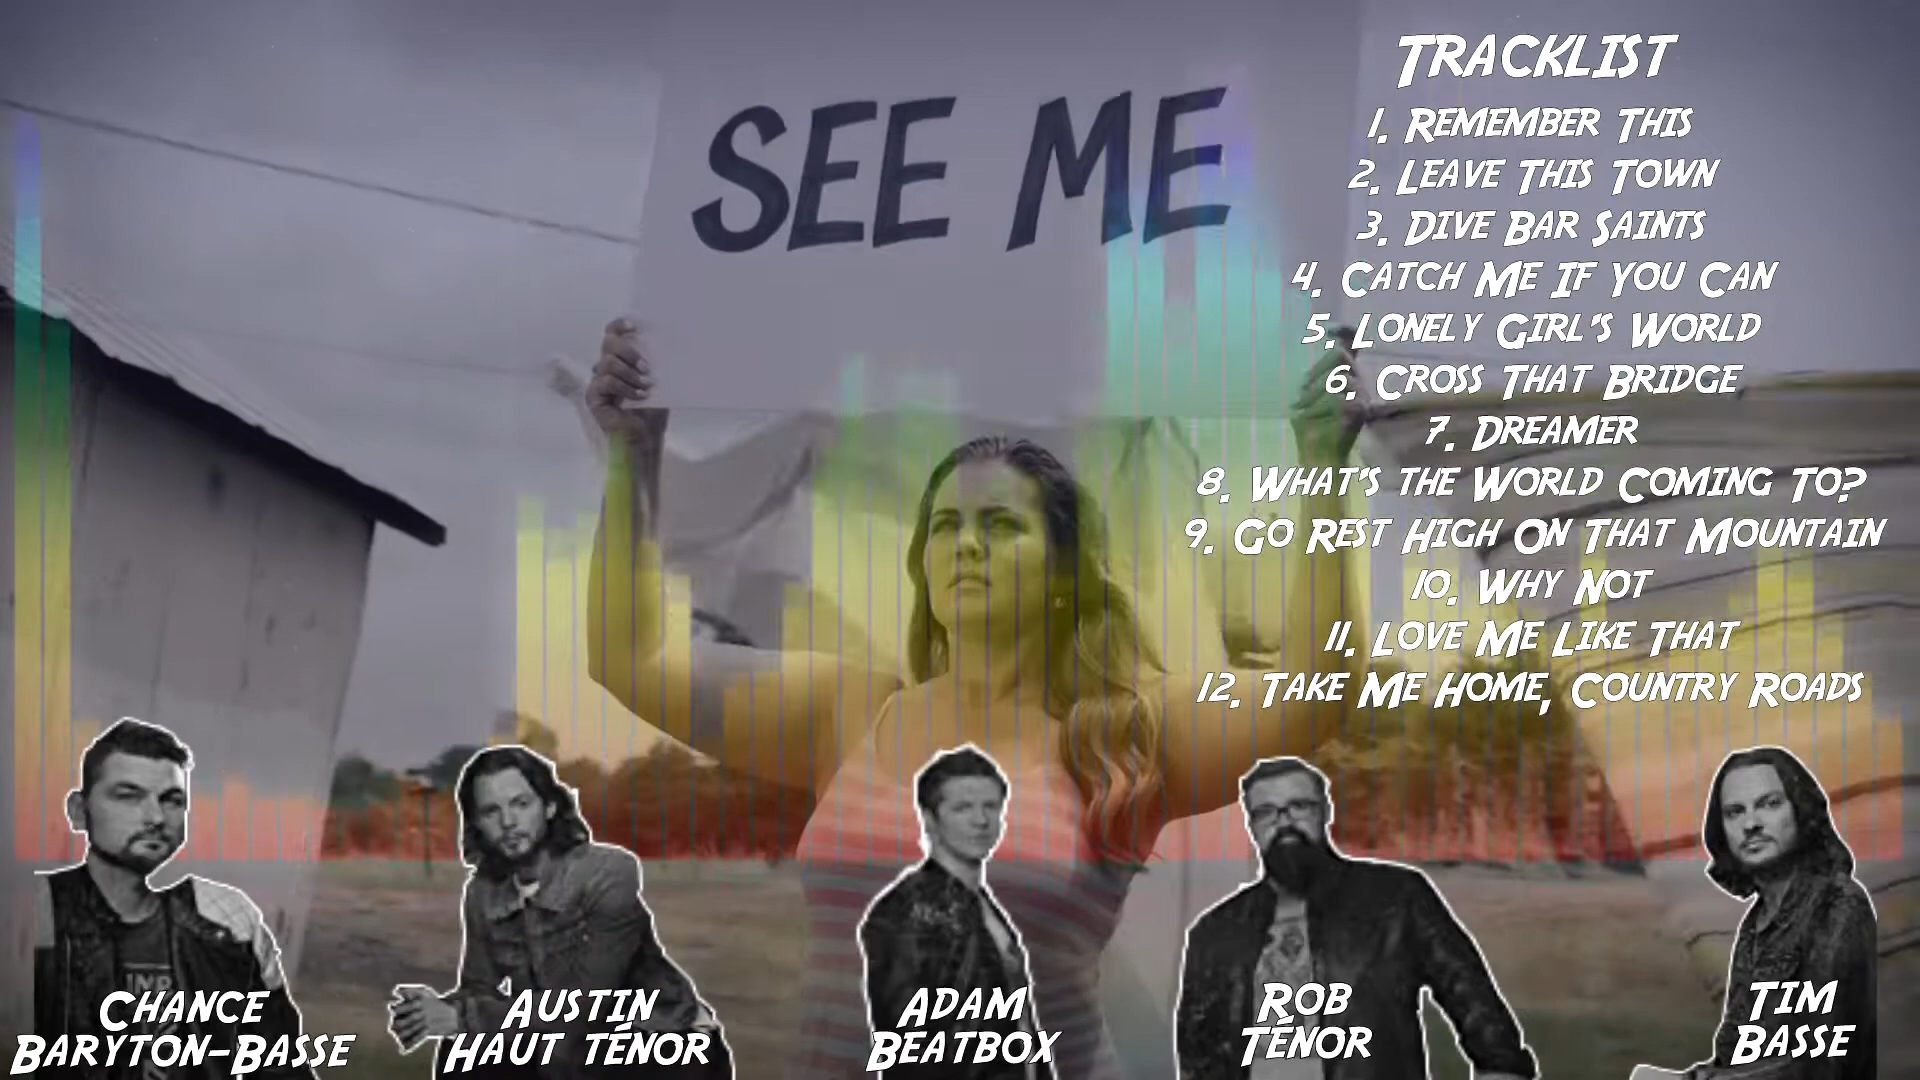 SEE ME
Tracklist
1. Remember This
2. Leave This Town
3. Dive Bar Saints
4. Catch Me If You Can
5. Lonely Girl's World
6. Cross That Bridge
7. Dreamer
8. What's the World Coming To?
9. Go Rest High On That Mountain
10. Why Not
11. Love Me Like That
12. Take Me Home, Country Roads
Chance
Baryton-Basse
Austin
Haut ténor
Adam
Beatbox
Rob
Ténor
Tim
Basse